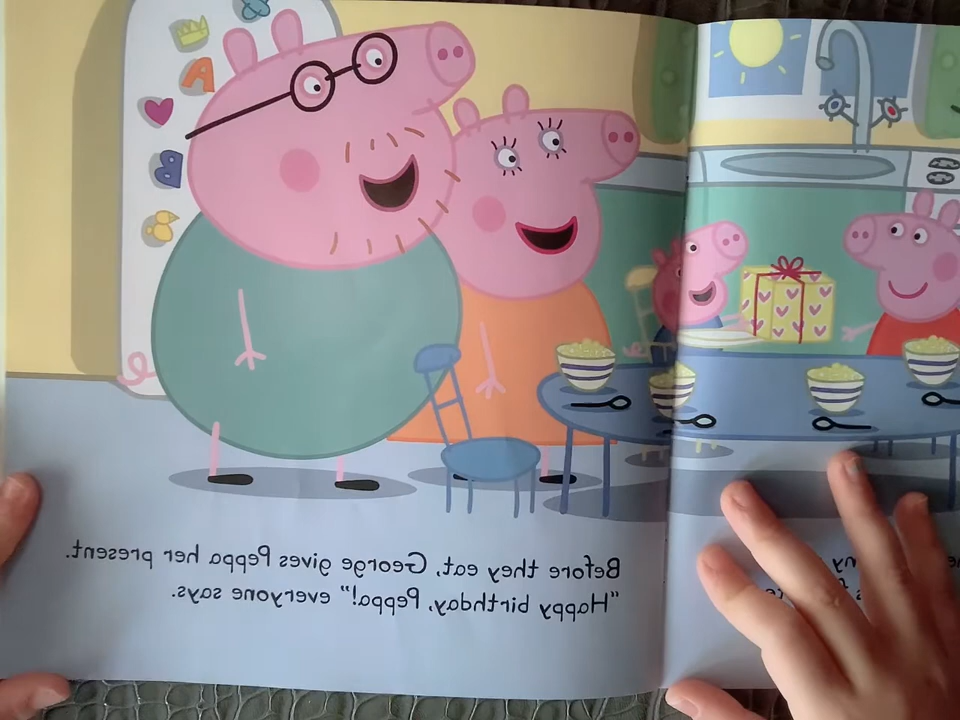 Before they eat, George gives Peppa her present.
"Happy birthday, Peppa!" everyone says.
A
B